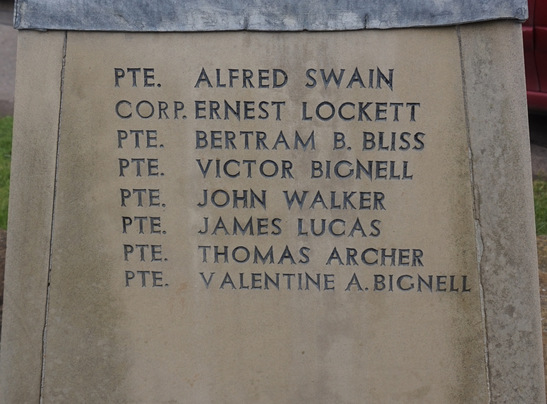 PTE. ALFRED SWAIN
CORP. ERNEST LOCKETT
PTE. BERTRAM B. BLISS
PTE. VICTOR BIGNELL
PTE. JOHN WALKER
PTE. JAMES LUCAS
PTE. THOMAS ARCHER
PTE. VALENTINE A. BIGNELL